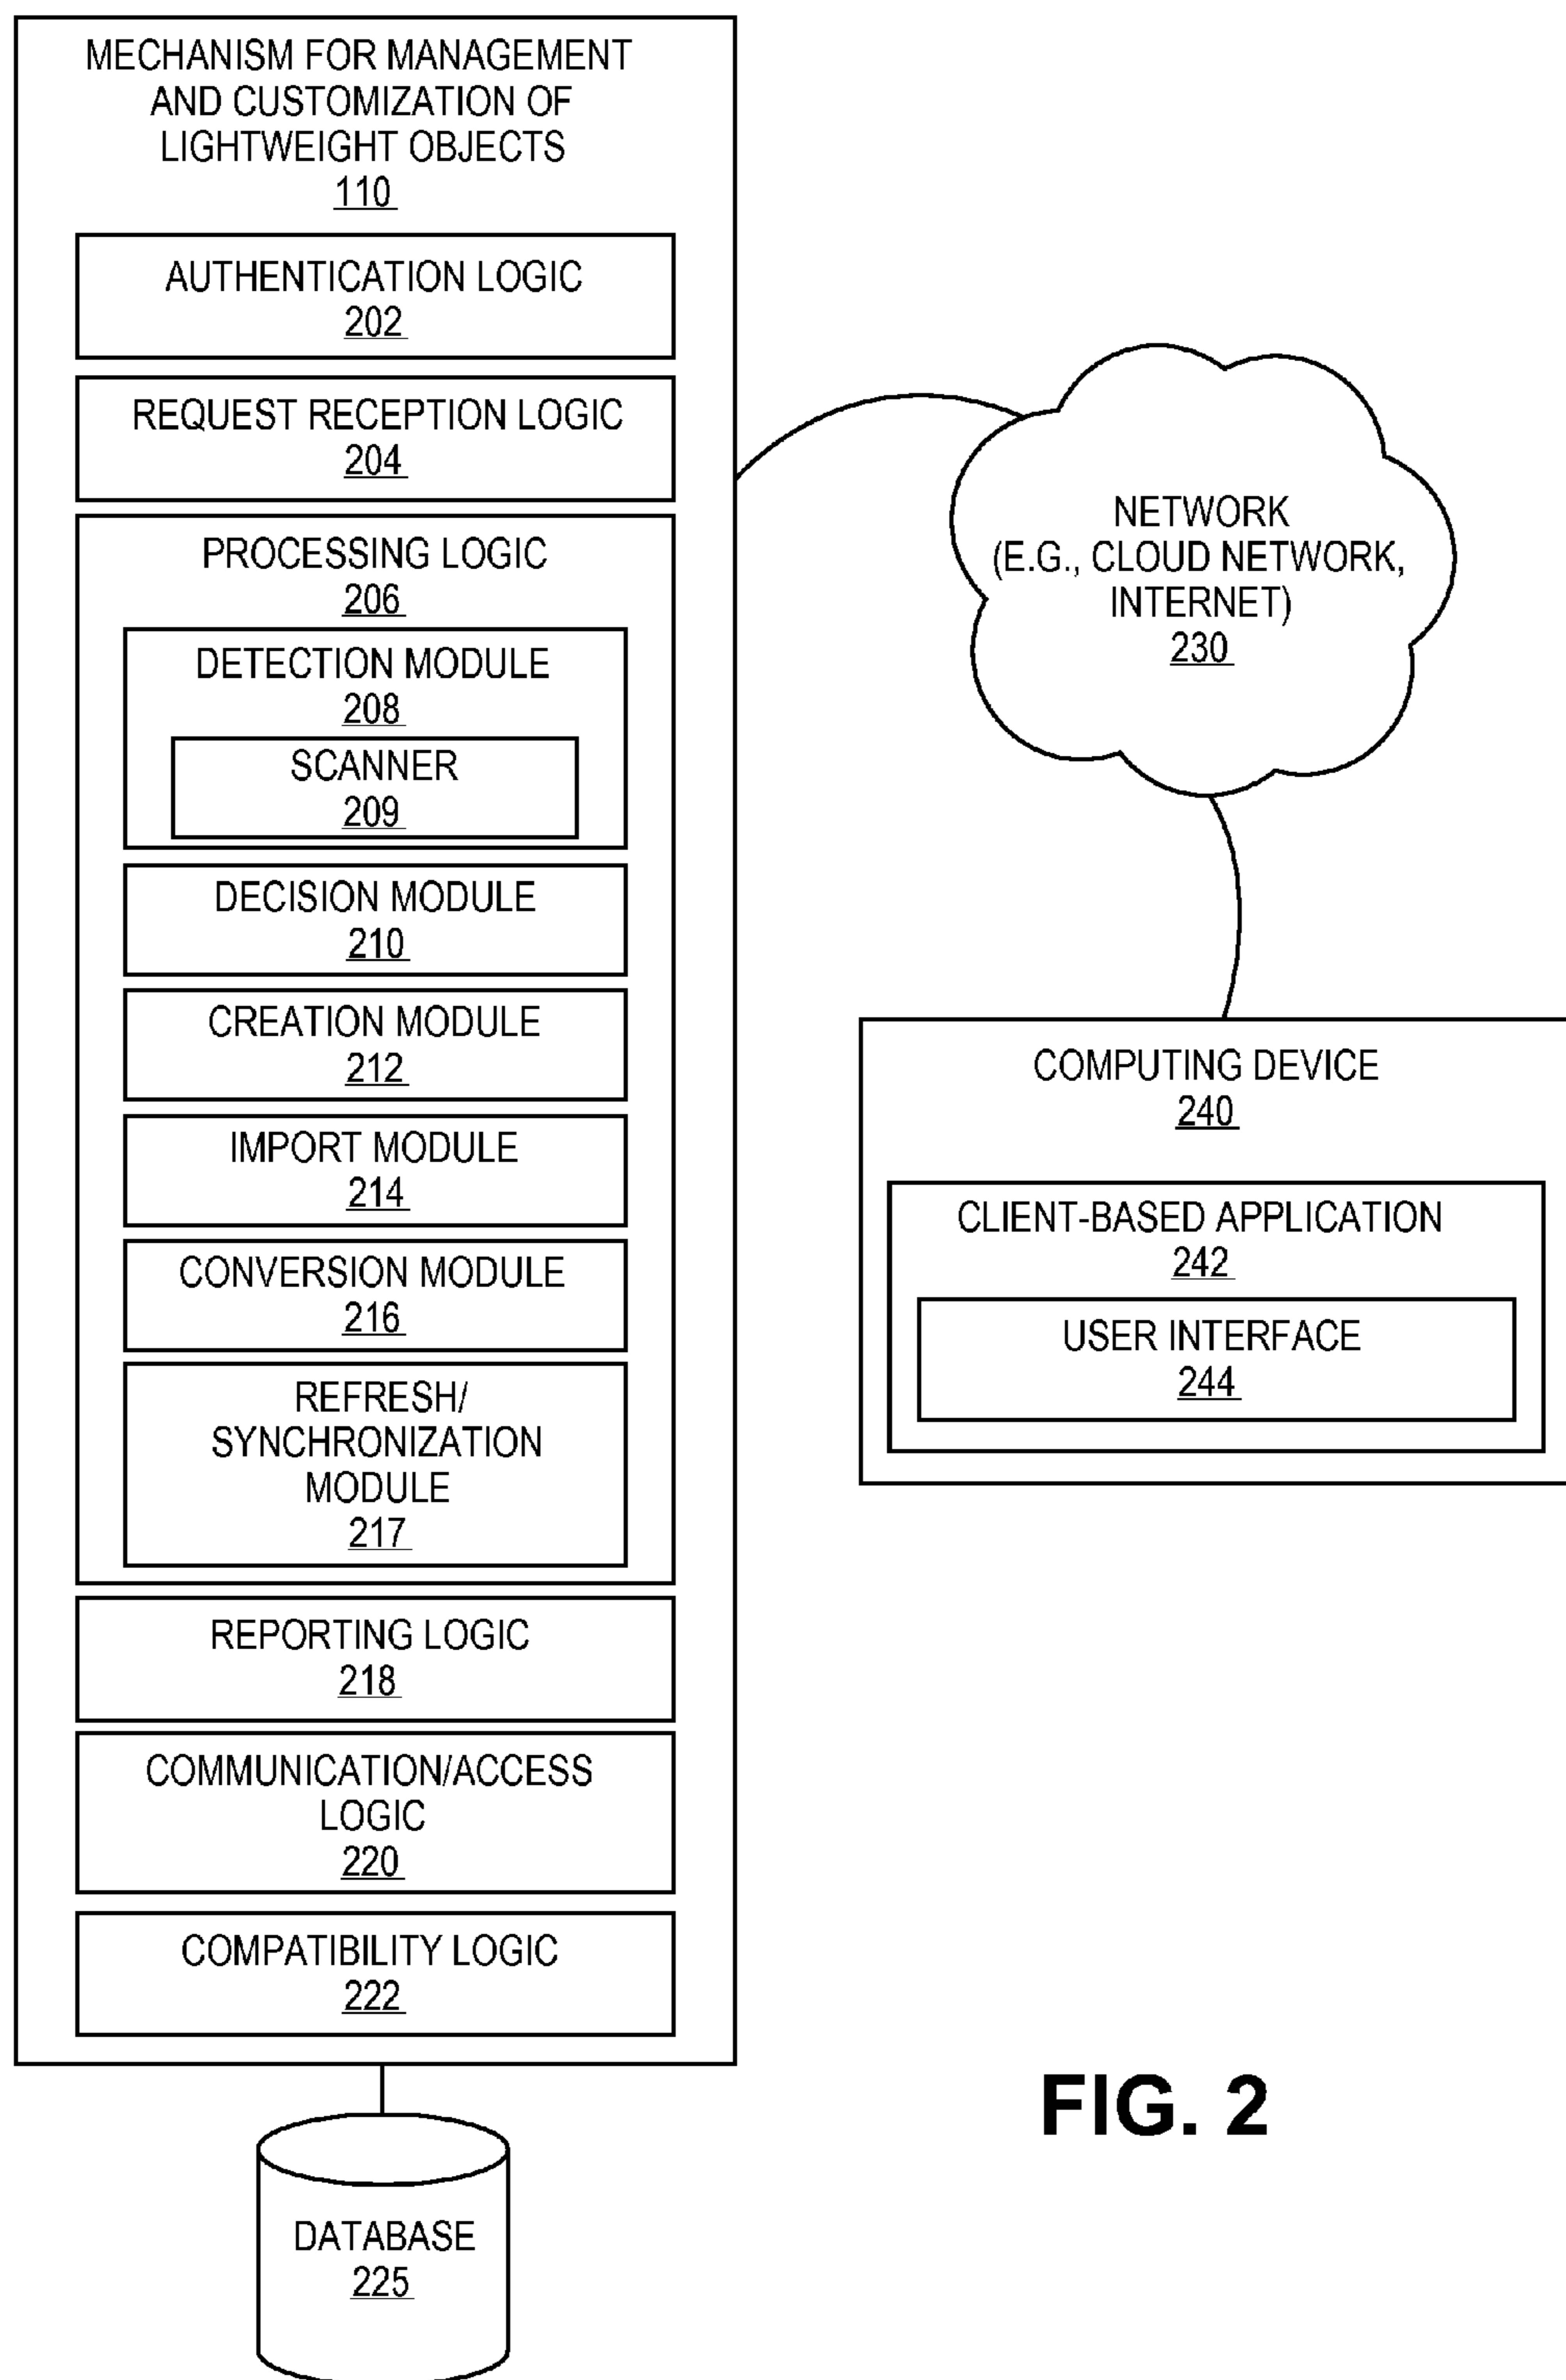 MECHANISM FOR MANAGEMENT
AND CUSTOMIZATION OF
LIGHTWEIGHT OBJECTS
110
AUTHENTICATION LOGIC
202
REQUEST RECEPTION LOGIC
204
PROCESSING LOGIC
206
DETECTION MODULE
208
SCANNER
209
DECISION MODULE
210
CREATION MODULE
212
IMPORT MODULE
214
CONVERSION MODULE
216
REFRESH/
SYNCHRONIZATION
MODULE
217
REPORTING LOGIC
218
COMMUNICATION/ACCESS
LOGIC
220
COMPATIBILITY LOGIC
222
DATABASE
225
NETWORK
(E.G., CLOUD NETWORK,
INTERNET)
230
COMPUTING DEVICE
240
CLIENT-BASED APPLICATION
242
USER INTERFACE
244
FIG. 2